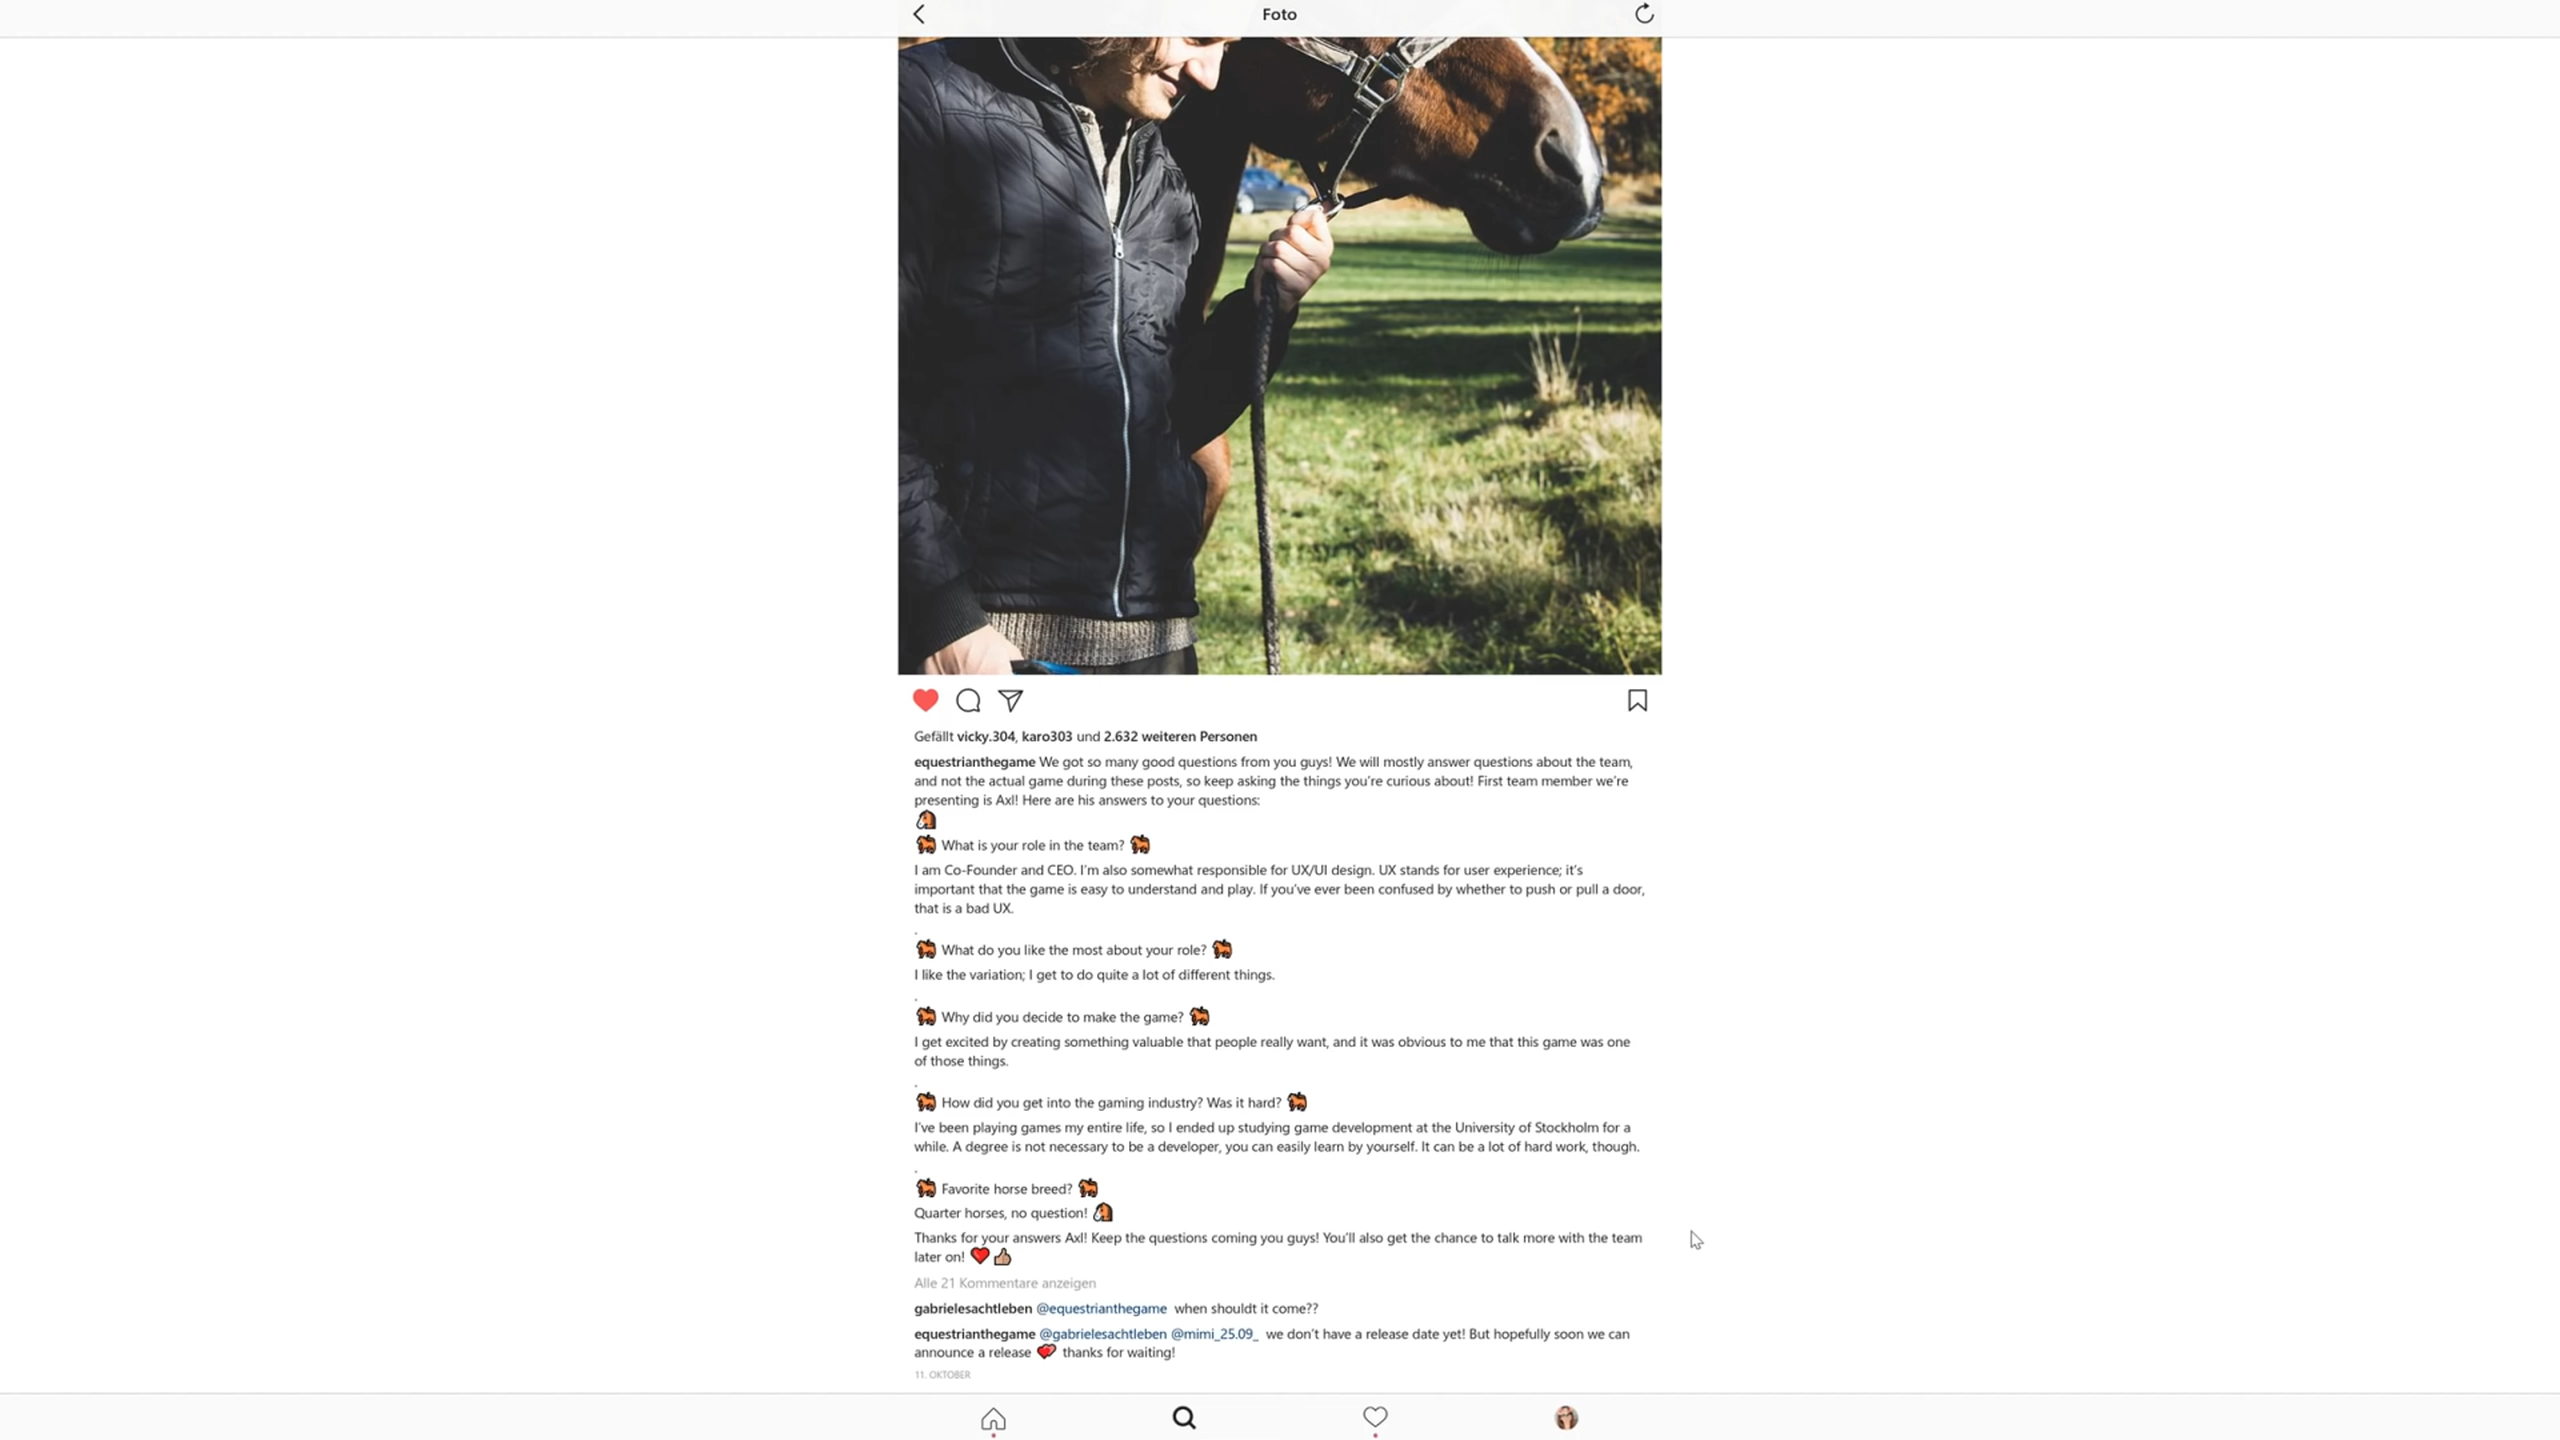 Foto
Gefällt vicky.304, karo303 und 2.632 weiteren Personen
equestrianthegame We got so many good questions from you guys! We will mostly answer questions about the team,
and not the actual game during these posts, so keep asking the things you're curious about! First team member we're
presenting is Axl! Here are his answers to your questions:
What is your role in the team?
I am Co-Founder and CEO. I'm also somewhat responsible for UX/UI design. UX stands for user experience; it's
important that the game is easy to understand and play. If you've ever been confused by whether to push or pull a door,
that is a bad UX.
.
What do you like the most about your role?
I like the variation; I get to do quite a lot of different things.
.
Why did you decide to make the game?
I get excited by creating something valuable that people really want, and it was obvious to me that this game was one
of those things.
.
How did you get into the gaming industry? Was it hard?
I've been playing games my entire life, so I ended up studying game development at the University of Stockholm for a
while. A degree is not necessary to be a developer, you can easily learn by yourself. It can be a lot of hard work, though.
.
Favorite horse breed?
Quarter horses, no question!
Thanks for your answers Axl! Keep the questions coming you guys! You'll also get the chance to talk more with the team
later on!
Alle 21 Kommentare anzeigen
gabrielesachtleben @equestrianthegame when shouldt it come??
equestrianthegame @gabrielesachtleben @mimi_25.09_ we don't have a release date yet! But hopefully soon we can
announce a release thanks for waiting!
11. OKTOBER